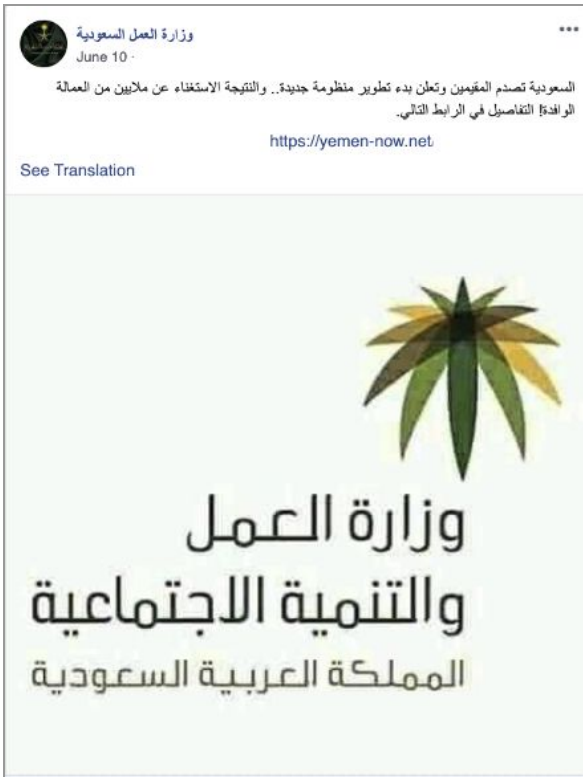 وزارة العمل السعودية
June 10 ·
السعودية تصدم المقيمين وتعلن بدء تطوير منظومة جديدة.. والنتيجة الاستغناء عن ملايين من العمالة
الوافدة! التفاصيل في الرابط التالي.
https://yemen-now.net
See Translation
وزارة العمل
والتنمية الاجتماعية
المملكة العربية السعودية